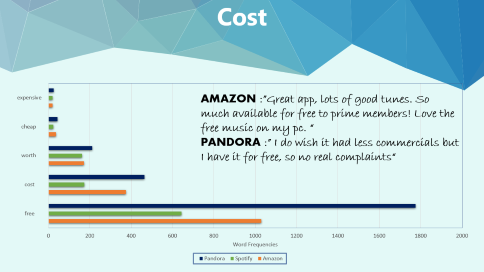 Cost
AMAZON :"Great app, lots of good tunes. So
much available for free to prime members! Love the
free music on my pc. "
PANDORA :" I do wish it had less commercials but
I have it for free, so no real complaints"
expensive
cheap
worth
cost
free
0 200 400 600 800 1000 1200 1400 1600 1800 2000
Word Frequencies
Pandora Spotify Amazon